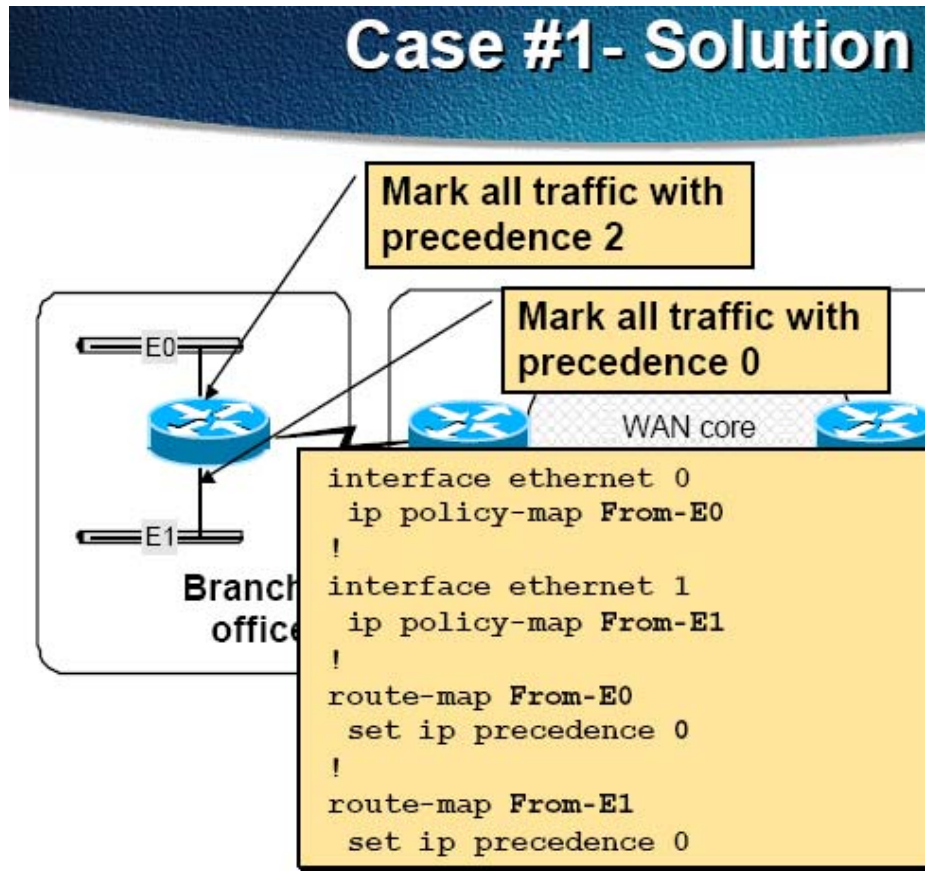 Case #1- Solution
Mark all traffic with
precedence 2
Mark all traffic with
precedence 0
E0
WAN core
E1
Branch
office
interface ethernet 0
ip policy-map From-E0
!
interface ethernet 1
ip policy-map From-E1
!
route-map From-E0
set ip precedence 0
!
route-map From-E1
set ip precedence 0